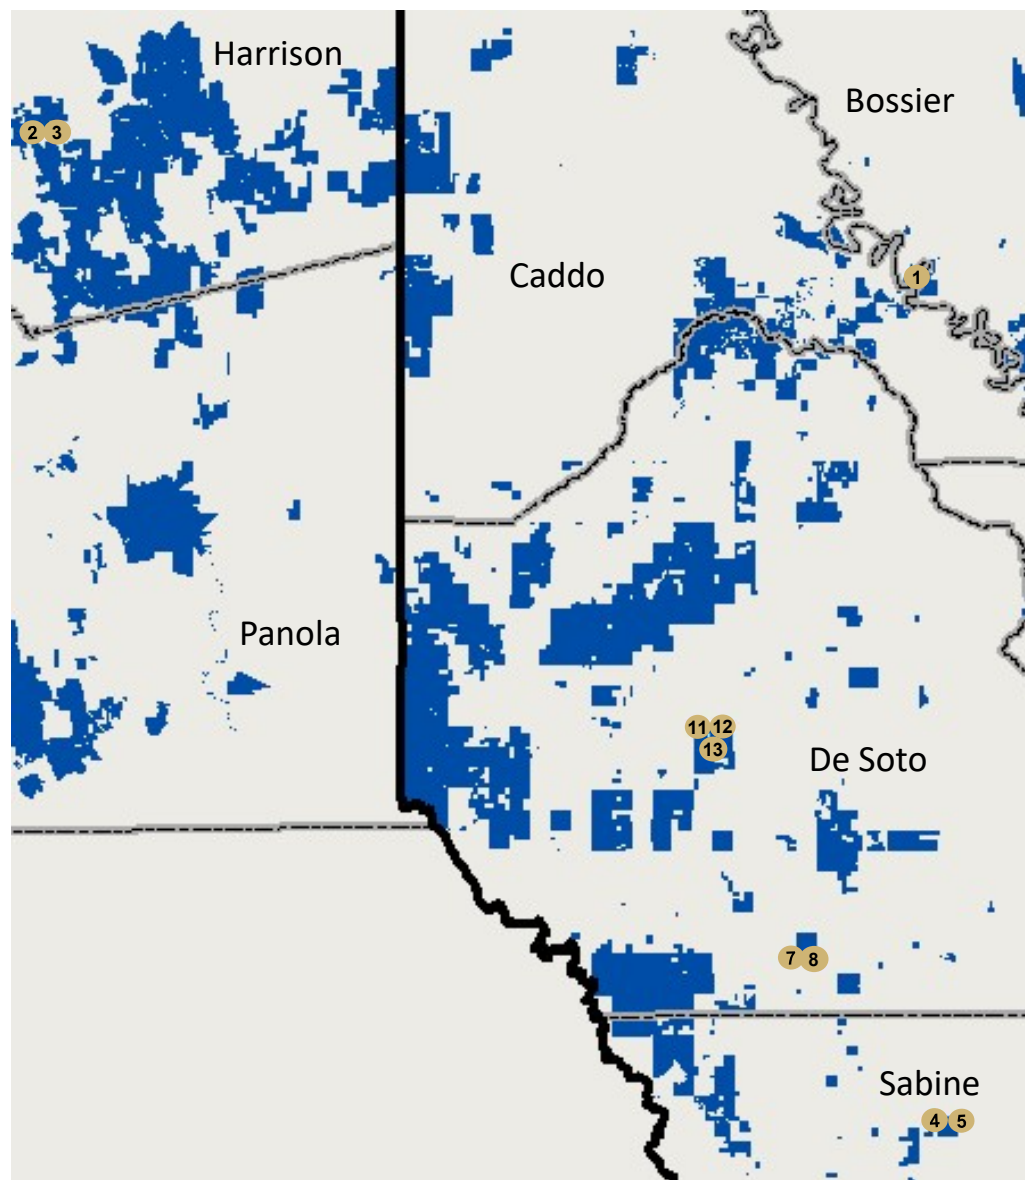 Harrison
Bossier
2 3
Caddo
1
Panola
11 12
13
De Soto
7 8
Sabine
4 5